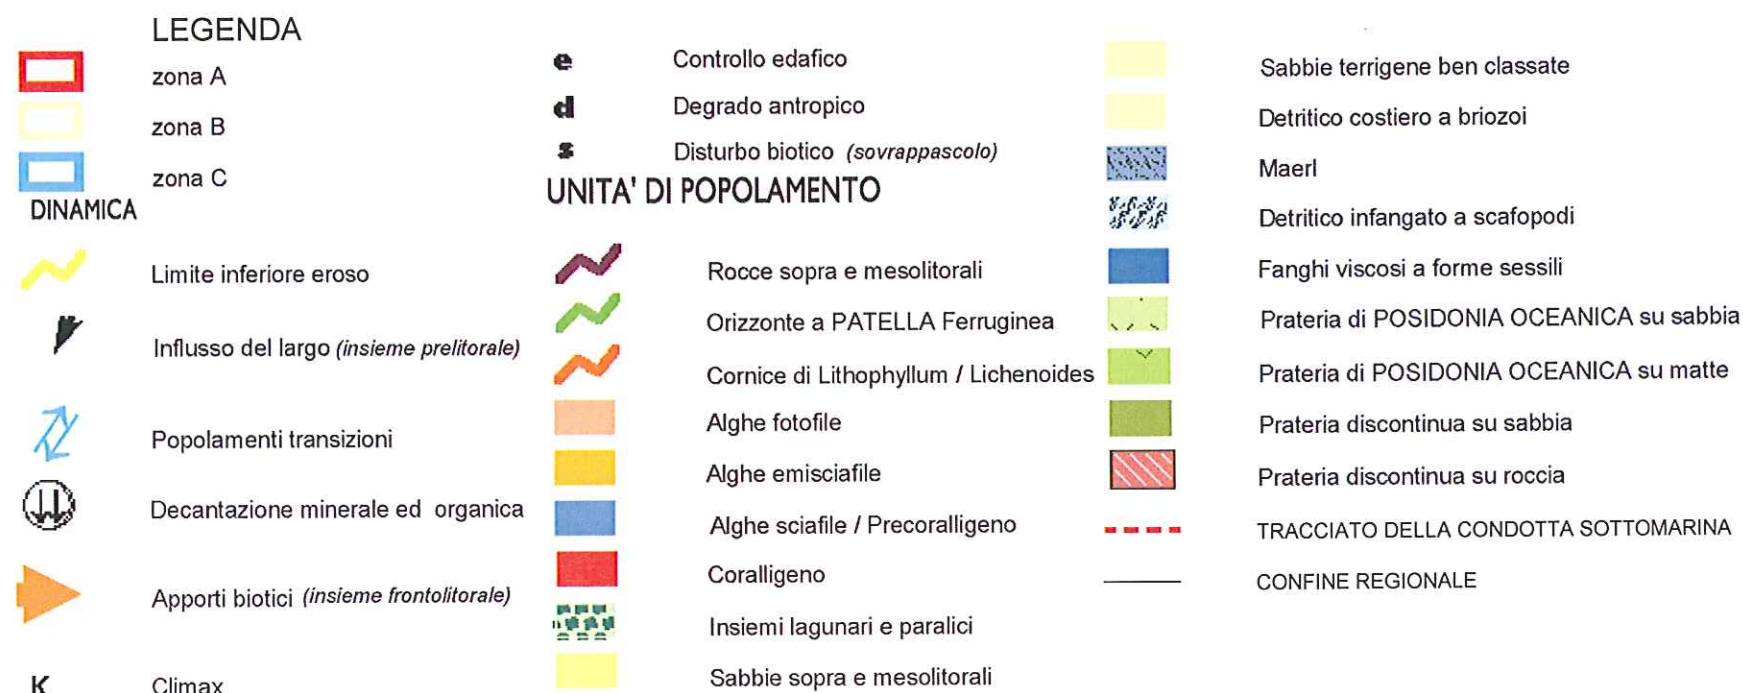 LEGENDA
zona A
zona B
zona C
DINAMICA
Limite inferiore eroso
Influsso del largo (insieme prelitorale)
Popolamenti transizioni
Decantazione minerale ed organica
Apporti biotici (insieme frontolitorale)
K Climax
e Controllo edafico
d Degrado antropico
s Disturbo biotico (sovrappascolo)
UNITA' DI POPOLAMENTO
Rocce sopra e mesolitorali
Orizzonte a PATELLA Ferruginea
Cornice di Lithophyllum / Lichenoides
Alghe fotofile
Alghe emisciafile
Alghe sciafile / Precoralligeno
Coralligeno
Insiemi lagunari e paralici
Sabbie sopra e mesolitorali
Sabbie terrigene ben classate
Detritico costiero a briozoi
Maerl
Detritico infangato a scafopodi
Fanghi viscosi a forme sessili
Prateria di POSIDONIA OCEANICA su sabbia
Prateria di POSIDONIA OCEANICA su matte
Prateria discontinua su sabbia
Prateria discontinua su roccia
TRACCIATO DELLA CONDOTTA SOTTOMARINA
CONFINE REGIONALE